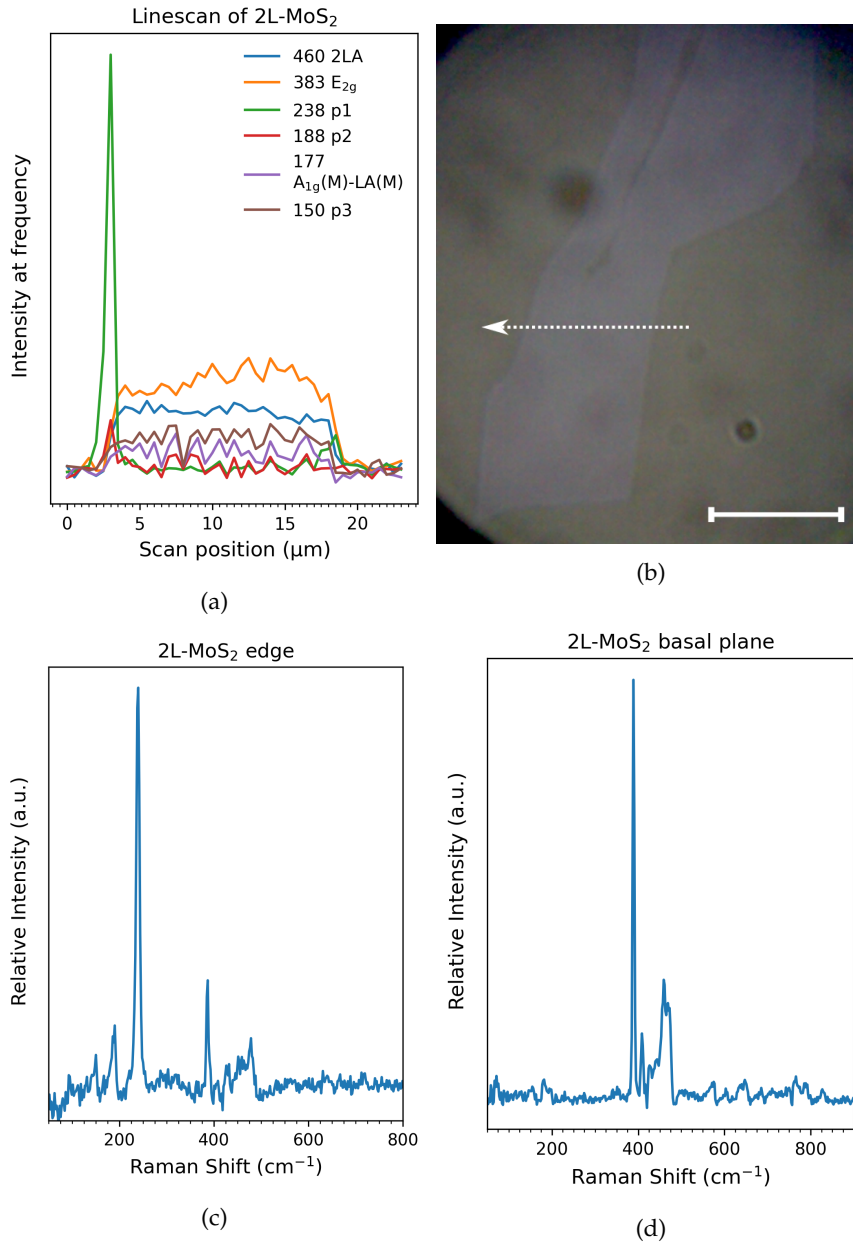 Linescan of 2L-MoS₂
Intensity at frequency
460 2LA
383 E₂g
238 p1
188 p2
177
A₁g(M)-LA(M)
150 p3
0 5 10 15 20
Scan position (μm)
(a)
(b)
2L-MoS₂ edge
Relative Intensity (a.u.)
200 400 600 800
Raman Shift (cm⁻¹)
(c)
2L-MoS₂ basal plane
Relative Intensity (a.u.)
200 400 600 800
Raman Shift (cm⁻¹)
(d)